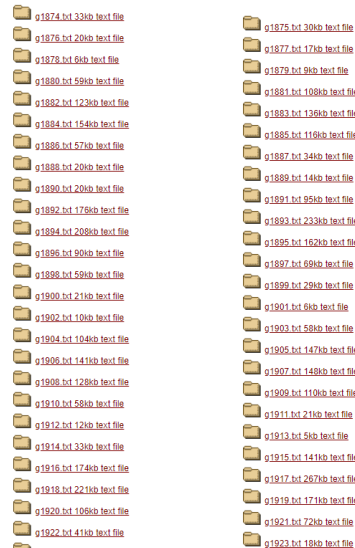 g1874.txt 33kb text file
g1876.txt 20kb text file
g1878.txt 6kb text file
g1880.txt 59kb text file
g1882.txt 123kb text file
g1884.txt 154kb text file
g1886.txt 57kb text file
g1888.txt 20kb text file
g1890.txt 20kb text file
g1892.txt 176kb text file
g1894.txt 208kb text file
g1896.txt 90kb text file
g1898.txt 59kb text file
g1900.txt 21kb text file
g1902.txt 10kb text file
g1904.txt 104kb text file
g1906.txt 141kb text file
g1908.txt 128kb text file
g1910.txt 58kb text file
g1912.txt 12kb text file
g1914.txt 33kb text file
g1916.txt 174kb text file
g1918.txt 221kb text file
g1920.txt 106kb text file
g1922.txt 41kb text file
g1875.txt 30kb text file
g1877.txt 17kb text file
g1879.txt 9kb text file
g1881.txt 108kb text file
g1883.txt 136kb text file
g1885.txt 116kb text file
g1887.txt 34kb text file
g1889.txt 14kb text file
g1891.txt 95kb text file
g1893.txt 233kb text file
g1895.txt 162kb text file
g1897.txt 69kb text file
g1899.txt 29kb text file
g1901.txt 6kb text file
g1903.txt 58kb text file
g1905.txt 147kb text file
g1907.txt 148kb text file
g1909.txt 110kb text file
g1911.txt 21kb text file
g1913.txt 5kb text file
g1915.txt 141kb text file
g1917.txt 267kb text file
g1919.txt 171kb text file
g1921.txt 72kb text file
g1923.txt 18kb text file